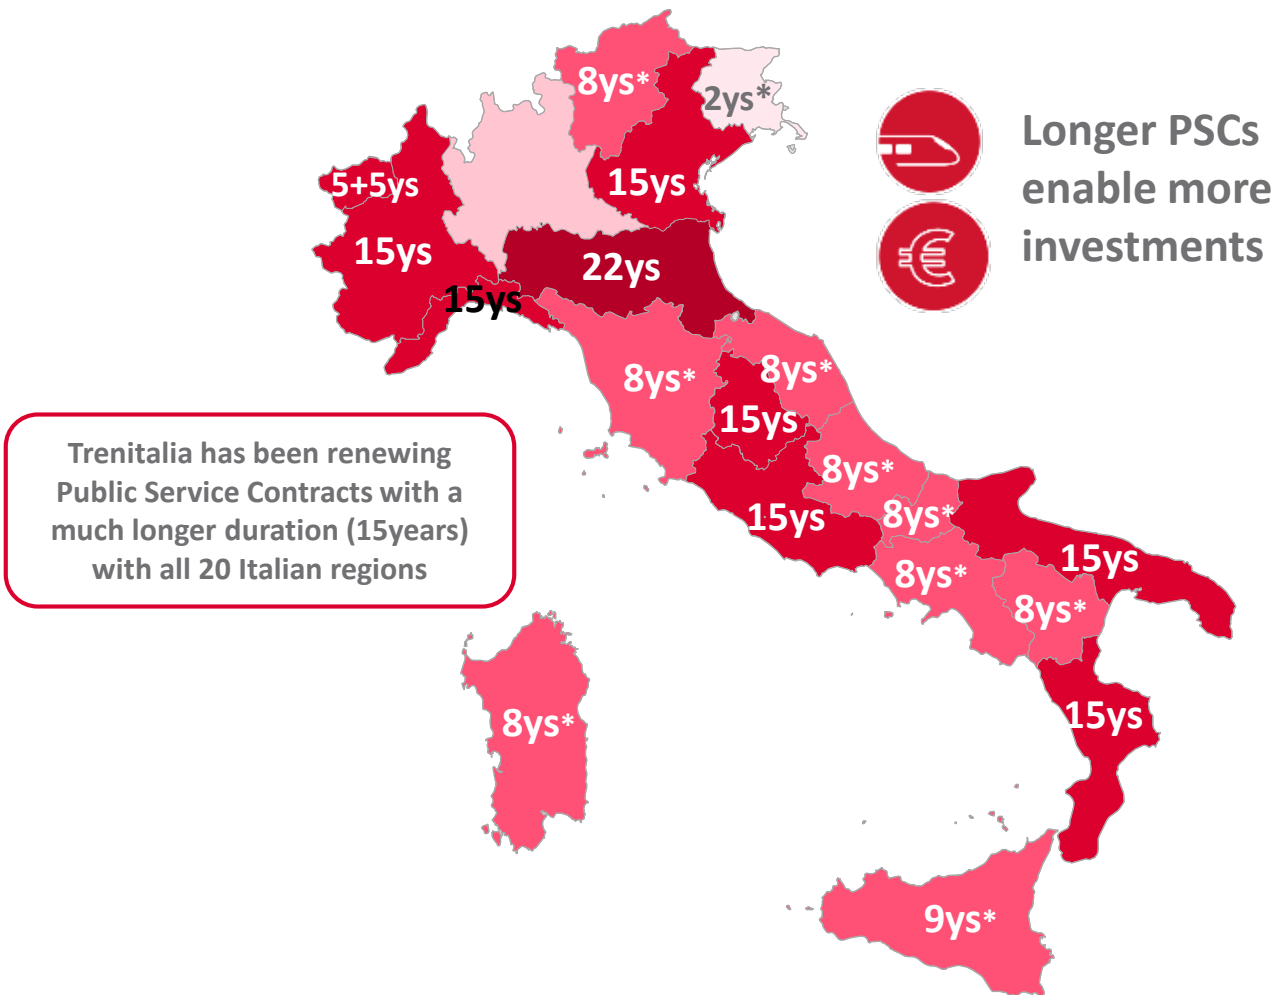 8ys*
2ys*
Longer PSCs
enable more
investments
5+5ys
15ys
15ys
22ys
15ys
8ys*
8ys*
15ys
Trenitalia has been renewing
Public Service Contracts with a
much longer duration (15years)
with all 20 Italian regions
8ys*
15ys
8ys*
15ys
8ys*
8ys*
8ys*
15ys
9ys*